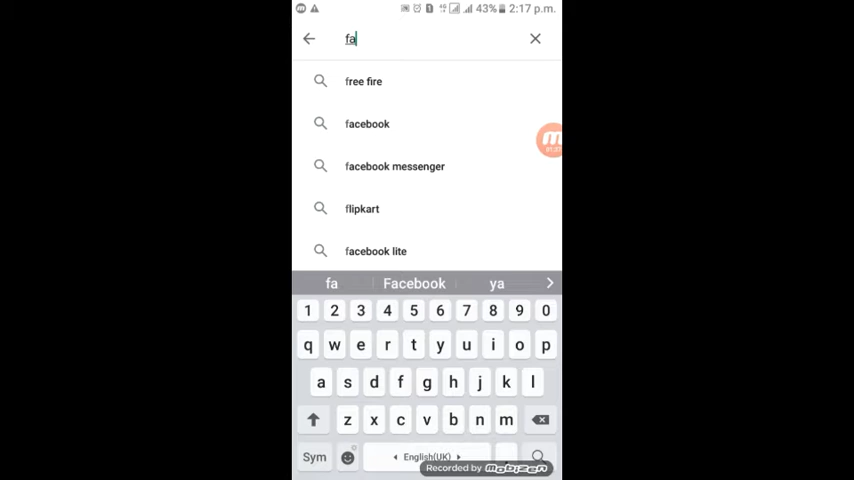 43% 2:17 p.m.
fa
free fire
facebook
facebook messenger
flipkart
facebook lite
fa Facebook ya
1 2 3 4 5 6 7 8 9 0
q w e r t y u i o p
a s d f g h j k l
z x c v b n m
Sym English(UK)
Recorded by mobizen